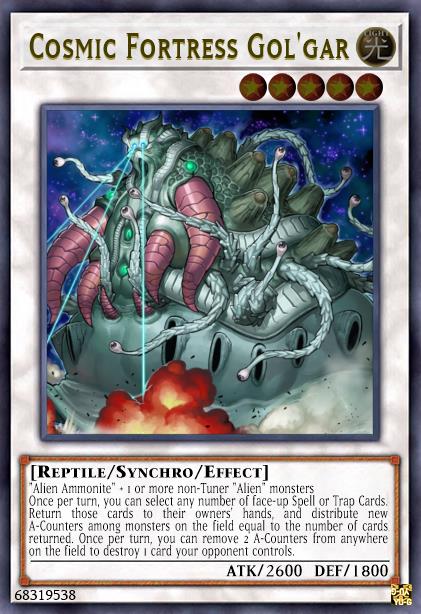 COSMIC FORTRESS GOL'GAR
LIGHT
光
[REPTILE/SYNCHRO/EFFECT]
"Alien Ammonite" + 1 or more non-Tuner "Alien" monsters
Once per turn, you can select any number of face-up Spell or Trap Cards.
Return those cards to their owners' hands, and distribute new
A-Counters among monsters on the field equal to the number of cards
returned. Once per turn, you can remove 2 A-Counters from anywhere
on the field to destroy 1 card your opponent controls.
ATK/2600 DEF/1800
68319538